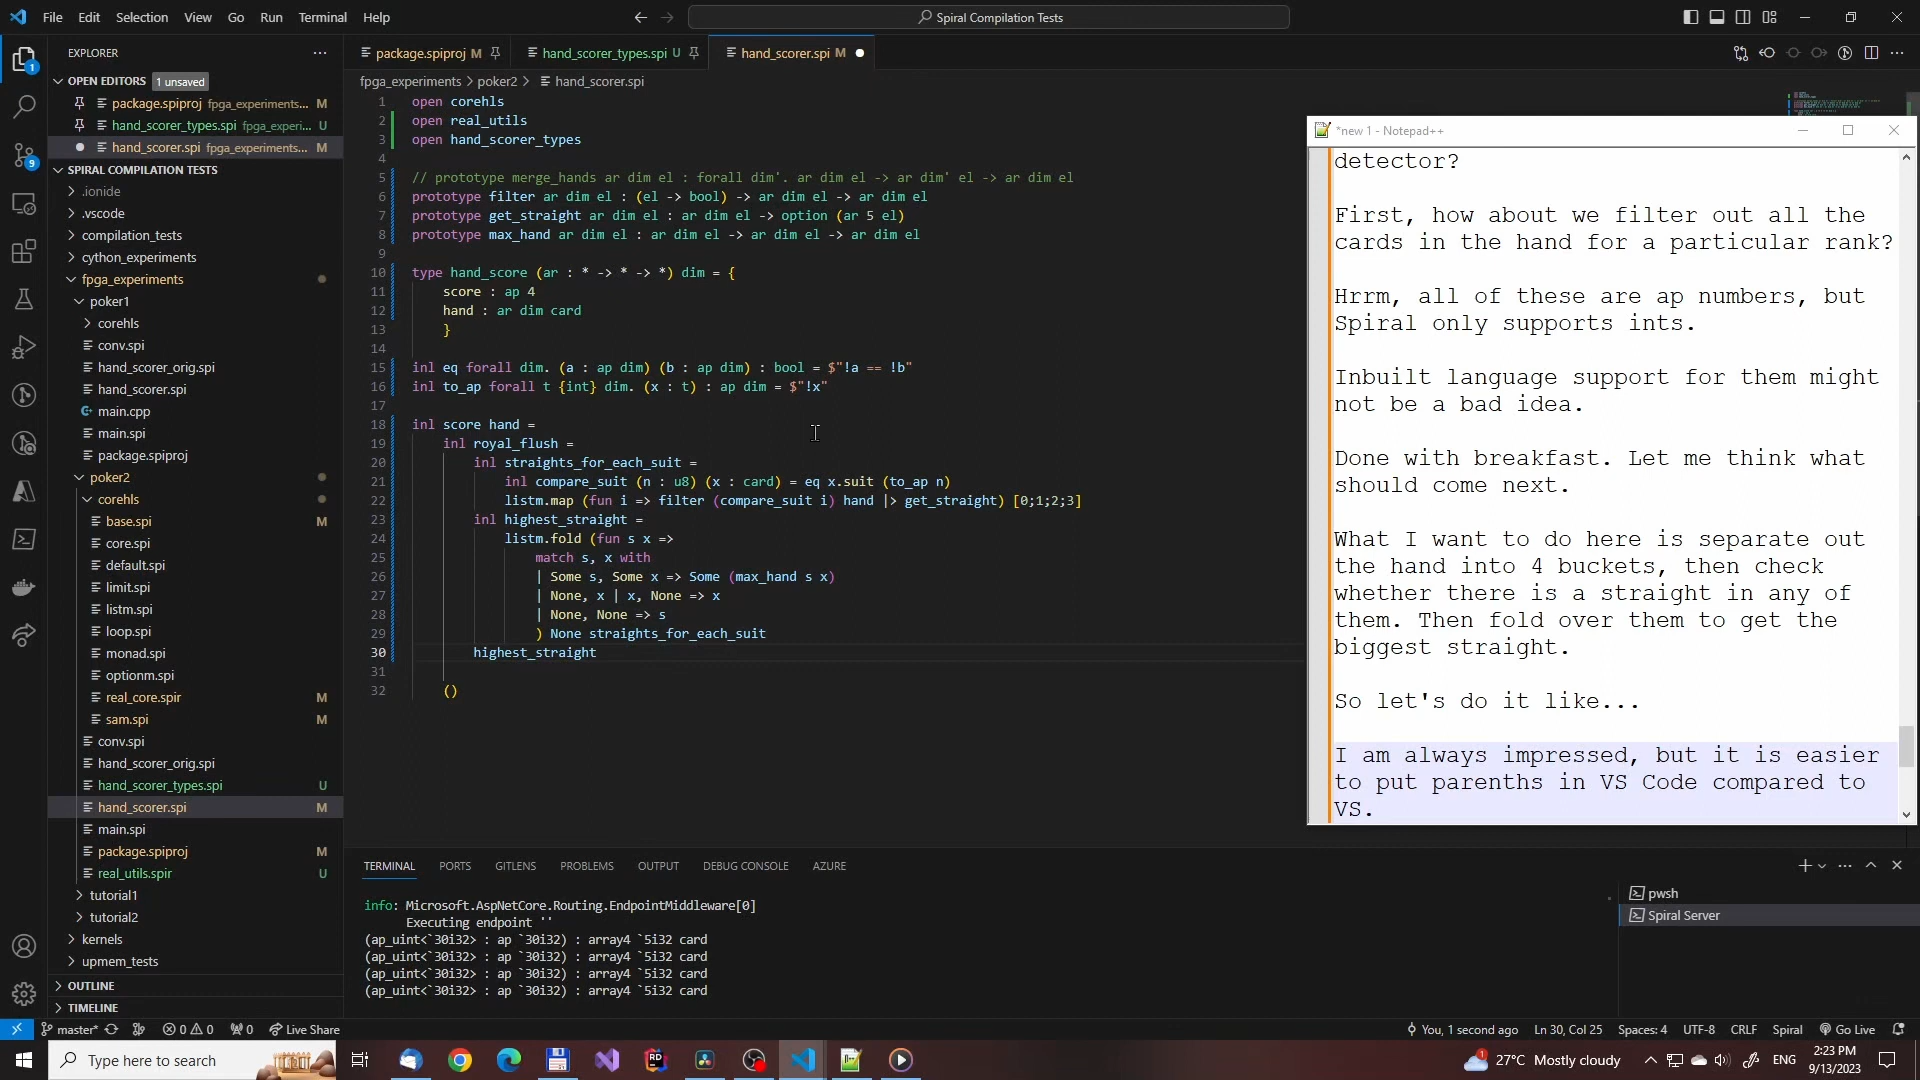 File Edit Selection View Go Run Terminal Help
Spiral Compilation Tests
EXPLORER
OPEN EDITORS 1 unsaved
package.spiproj fpga_experiments... M
hand_scorer_types.spi fpga_experi... U
hand_scorer.spi fpga_experiments... M
SPIRAL COMPILATION TESTS
.ionide
.vscode
compilation_tests
cython_experiments
fpga_experiments
poker1
corehls
conv.spi
hand_scorer_orig.spi
hand_scorer.spi
main.cpp
main.spi
package.spiproj
poker2
corehls
base.spi M
core.spi
default.spi
limit.spi
listm.spi
loop.spi
monad.spi
optionm.spi
real_core.spir M
sam.spi M
conv.spi
hand_scorer_orig.spi
hand_scorer_types.spi U
hand_scorer.spi M
main.spi
package.spiproj M
real_utils.spir U
tutorial1
tutorial2
kernels
upmem_tests
OUTLINE
TIMELINE
package.spiproj M
hand_scorer_types.spi U
hand_scorer.spi M
fpga_experiments > poker2 > hand_scorer.spi
1 open corehls
2 open real_utils
3 open hand_scorer_types
4
5 // prototype merge_hands ar dim el : forall dim'. ar dim el -> ar dim' el -> ar dim el
6 prototype filter ar dim el : (el -> bool) -> ar dim el -> ar dim el
7 prototype get_straight ar dim el : ar dim el -> option (ar 5 el)
8 prototype max_hand ar dim el : ar dim el -> ar dim el -> ar dim el
9
10 type hand_score (ar : * -> * -> *) dim = {
11 score : ap 4
12 hand : ar dim card
13 }
14
15 inl eq forall dim. (a : ap dim) (b : ap dim) : bool = $"!a == !b"
16 inl to_ap forall t {int} dim. (x : t) : ap dim = $"!x"
17
18 inl score hand =
19 inl royal_flush =
20 inl straights_for_each_suit =
21 inl compare_suit (n : u8) (x : card) = eq x.suit (to_ap n)
22 listm.map (fun i => filter (compare_suit i) hand |> get_straight) [0;1;2;3]
23 inl highest_straight =
24 listm.fold (fun s x =>
25 match s, x with
26 | Some s, Some x => Some (max_hand s x)
27 | None, x | x, None => x
28 | None, None => s
29 ) None straights_for_each_suit
30 highest_straight
31
32 ()
*new 1 - Notepad++
detector?
First, how about we filter out all the
cards in the hand for a particular rank?
Hrrm, all of these are ap numbers, but
Spiral only supports ints.
Inbuilt language support for them might
not be a bad idea.
Done with breakfast. Let me think what
should come next.
What I want to do here is separate out
the hand into 4 buckets, then check
whether there is a straight in any of
them. Then fold over them to get the
biggest straight.
So let's do it like...
I am always impressed, but it is easier
to put parenths in VS Code compared to
VS.
TERMINAL PORTS GITLENS PROBLEMS OUTPUT DEBUG CONSOLE AZURE
info: Microsoft.AspNetCore.Routing.EndpointMiddleware[0]
Executing endpoint ''
(ap_uint<`30i32> : ap `30i32) : array4 `5i32 card
(ap_uint<`30i32> : ap `30i32) : array4 `5i32 card
(ap_uint<`30i32> : ap `30i32) : array4 `5i32 card
(ap_uint<`30i32> : ap `30i32) : array4 `5i32 card
pwsh
Spiral Server
1
9
master* 0 0 0 Live Share
You, 1 second ago Ln 30, Col 25 Spaces: 4 UTF-8 CRLF Spiral Go Live
Type here to search
27°C Mostly cloudy
ENG
2:23 PM
9/13/2023